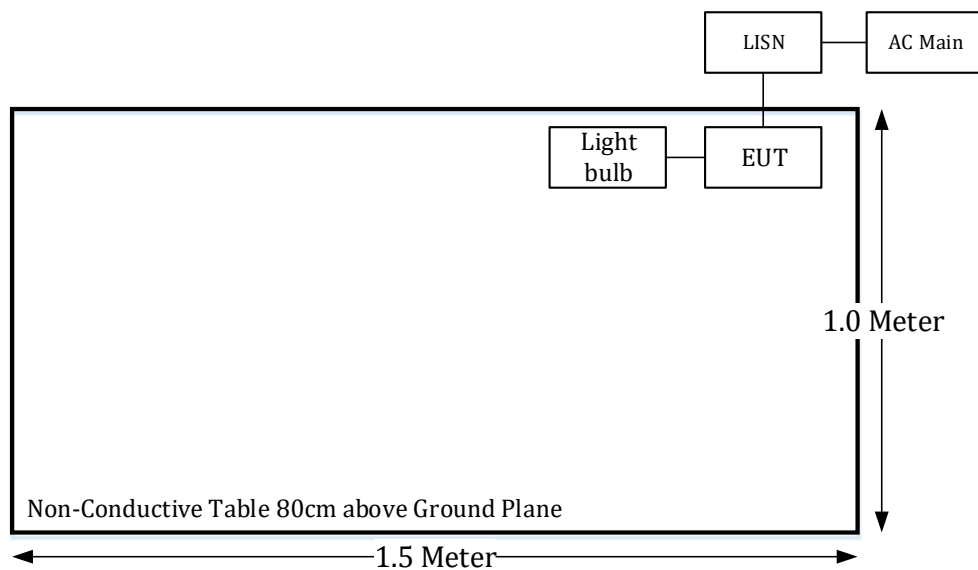 LISN
AC Main
Light
bulb
EUT
1.0 Meter
Non-Conductive Table 80cm above Ground Plane
1.5 Meter